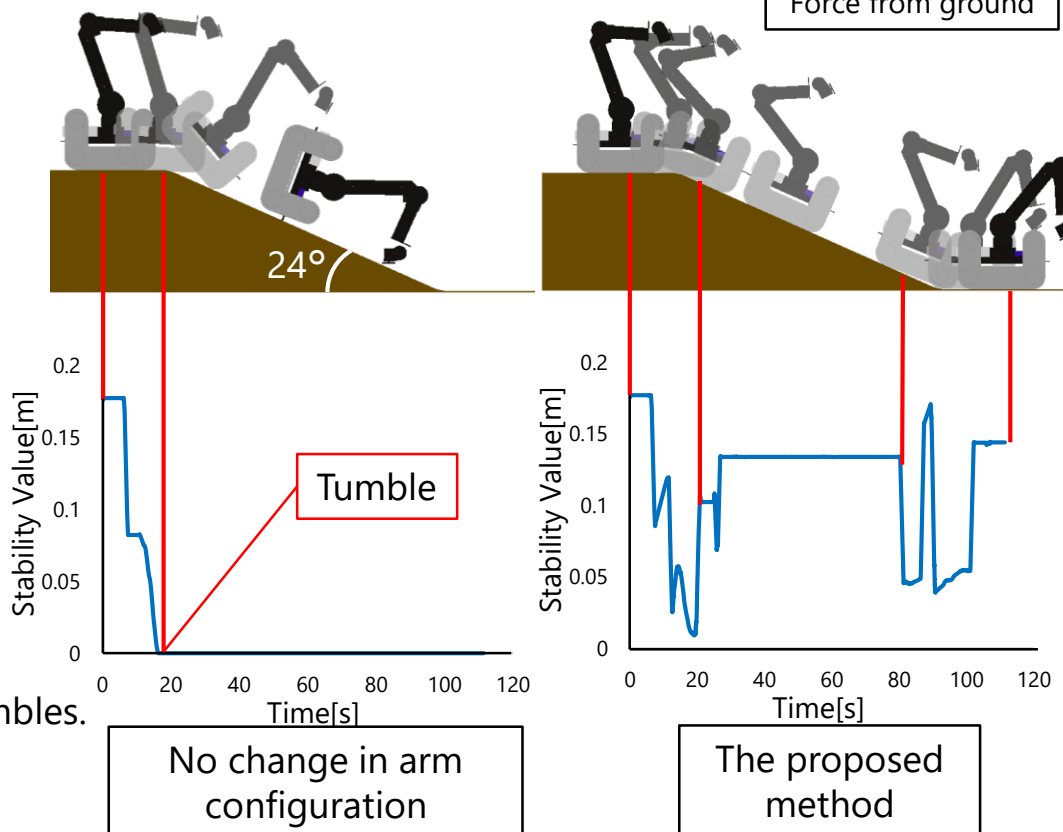 Force from ground
24°
Stability Value[m]
0.2
0.15
0.1
0.05
0
0 20 40 60 80 100 120
Time[s]
Tumble
Stability Value[m]
0.2
0.15
0.1
0.05
0
0 20 40 60 80 100 120
Time[s]
No change in arm
configuration
The proposed
method